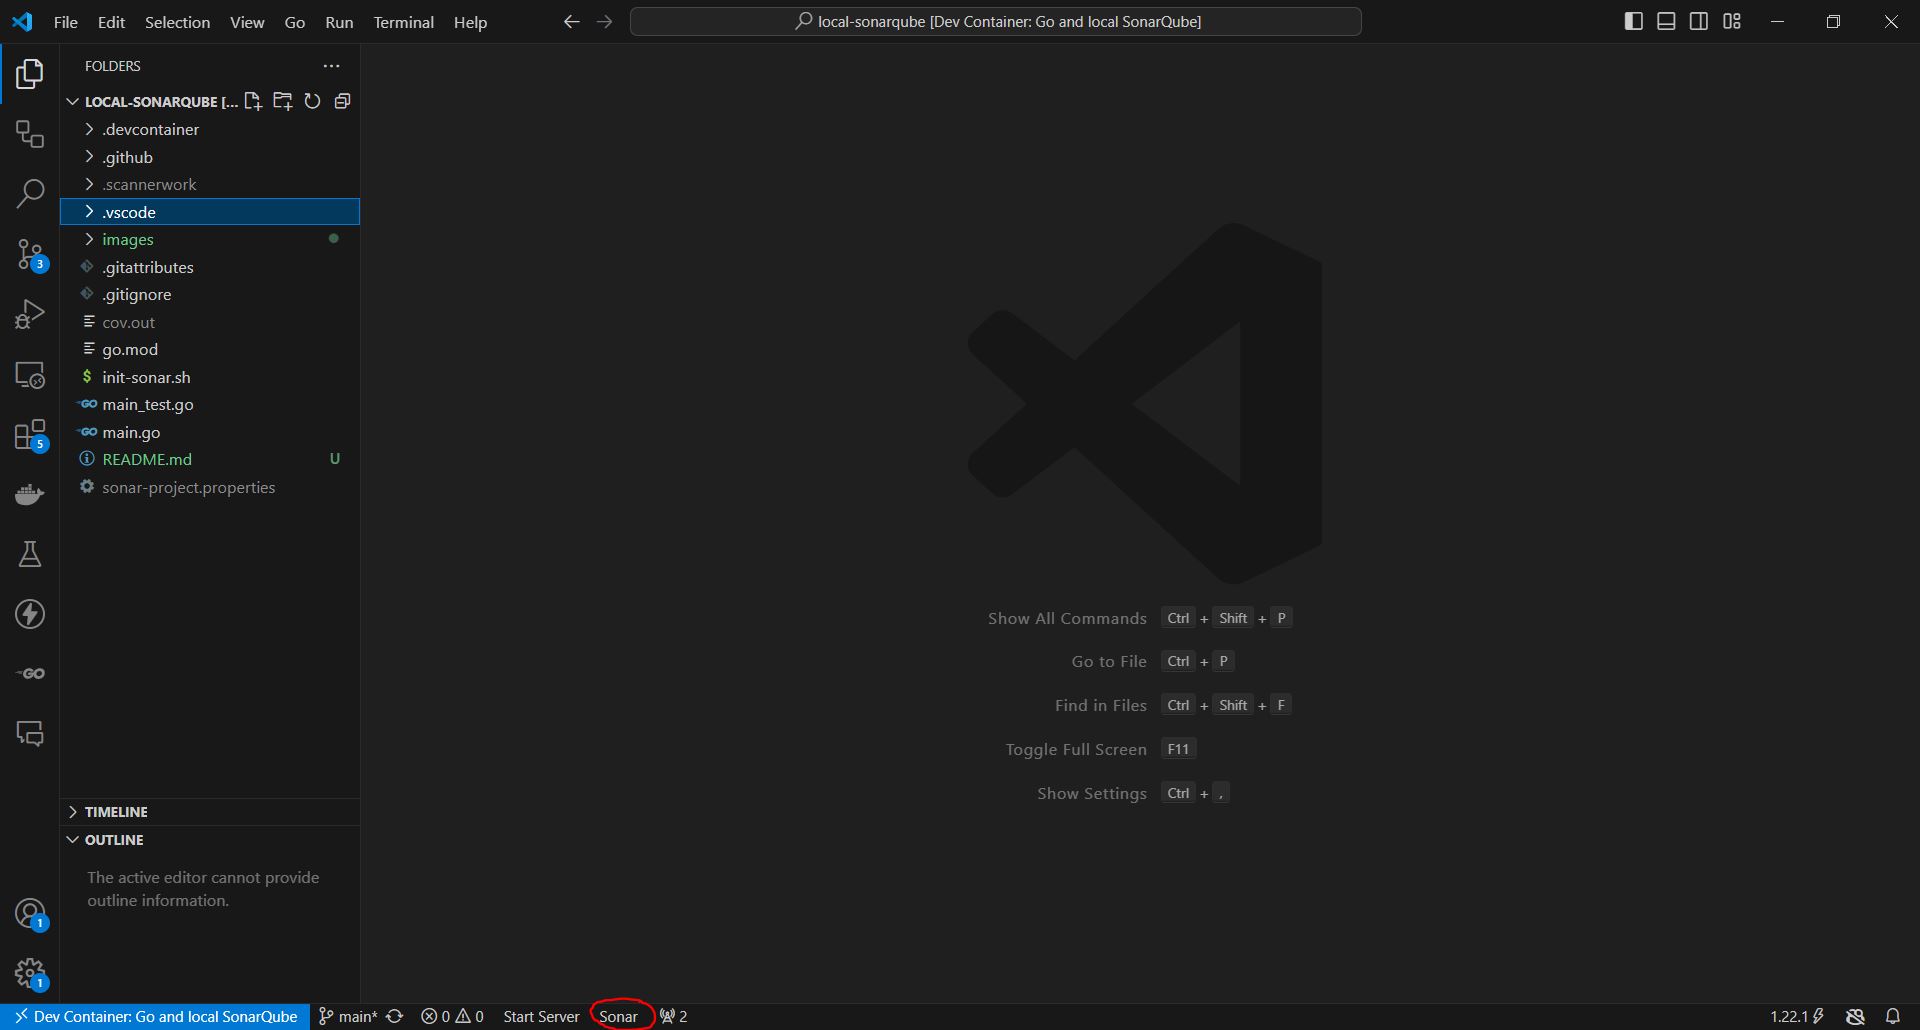 File Edit Selection View Go Run Terminal Help
local-sonarqube [Dev Container: Go and local SonarQube]
FOLDERS
LOCAL-SONARQUBE [...
.devcontainer
.github
.scannerwork
.vscode
images
.gitattributes
.gitignore
cov.out
go.mod
$ init-sonar.sh
GO main_test.go
GO main.go
README.md U
sonar-project.properties
3
5
GO
TIMELINE
OUTLINE
The active editor cannot provide
outline information.
1
1
Show All Commands Ctrl + Shift + P
Go to File Ctrl + P
Find in Files Ctrl + Shift + F
Toggle Full Screen F11
Show Settings Ctrl + ,
Dev Container: Go and local SonarQube main* 0 0 Start Server Sonar 2 1.22.1